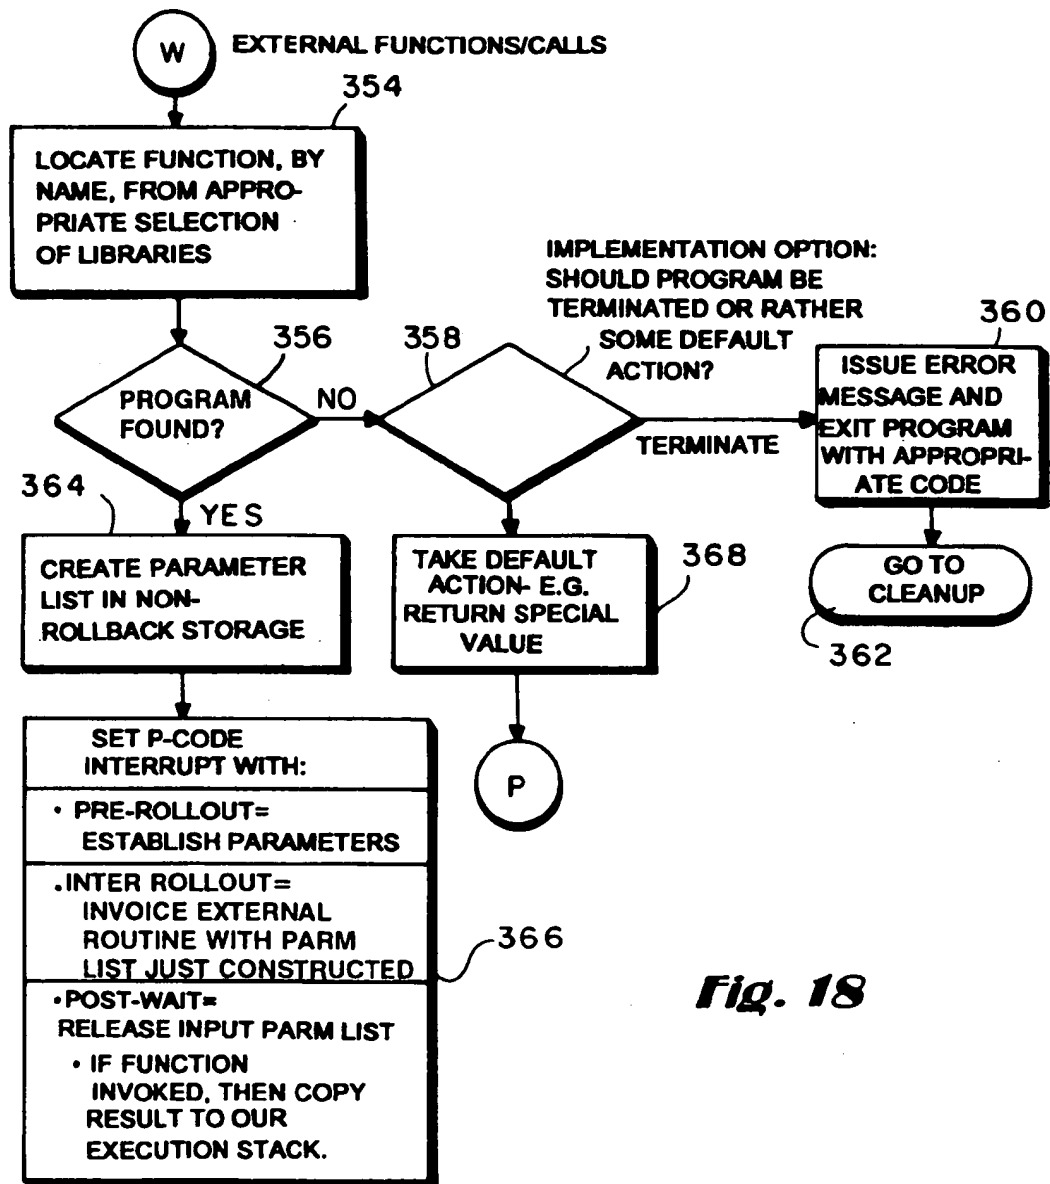 W
EXTERNAL FUNCTIONS/CALLS
354
LOCATE FUNCTION, BY
NAME, FROM APPRO-
PRIATE SELECTION
OF LIBRARIES
356
PROGRAM
FOUND?
NO
358
IMPLEMENTATION OPTION:
SHOULD PROGRAM BE
TERMINATED OR RATHER
SOME DEFAULT
ACTION?
TERMINATE
360
ISSUE ERROR
MESSAGE AND
EXIT PROGRAM
WITH APPROPRI-
ATE CODE
GO TO
CLEANUP
362
364
YES
CREATE PARAMETER
LIST IN NON-
ROLLBACK STORAGE
TAKE DEFAULT
ACTION- E.G.
RETURN SPECIAL
VALUE
368
P
SET P-CODE
INTERRUPT WITH:
• PRE-ROLLOUT=
ESTABLISH PARAMETERS
.INTER ROLLOUT=
INVOICE EXTERNAL
ROUTINE WITH PARM
LIST JUST CONSTRUCTED
366
•POST-WAIT=
RELEASE INPUT PARM LIST
• IF FUNCTION
INVOKED, THEN COPY
RESULT TO OUR
EXECUTION STACK.
Fig. 18